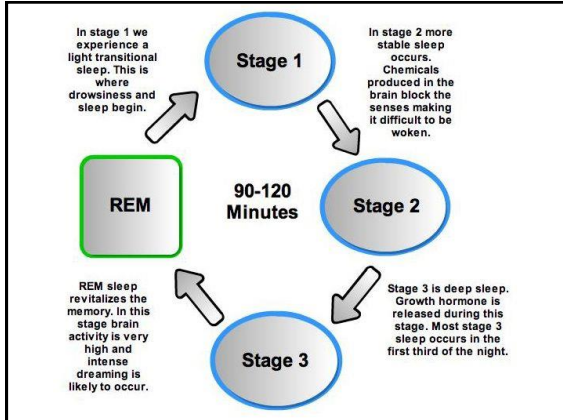 In stage 1 we
experience a
light transitional
sleep. This is
where
drowsiness and
sleep begin.
Stage 1
In stage 2 more
stable sleep
occurs.
Chemicals
produced in the
brain block the
senses making
it difficult to be
woken.
REM
90-120
Minutes
Stage 2
REM sleep
revitalizes the
memory. In this
stage brain
activity is very
high and
intense
dreaming is
likely to occur.
Stage 3
Stage 3 is deep sleep.
Growth hormone is
released during this
stage. Most stage 3
sleep occurs in the
first third of the night.